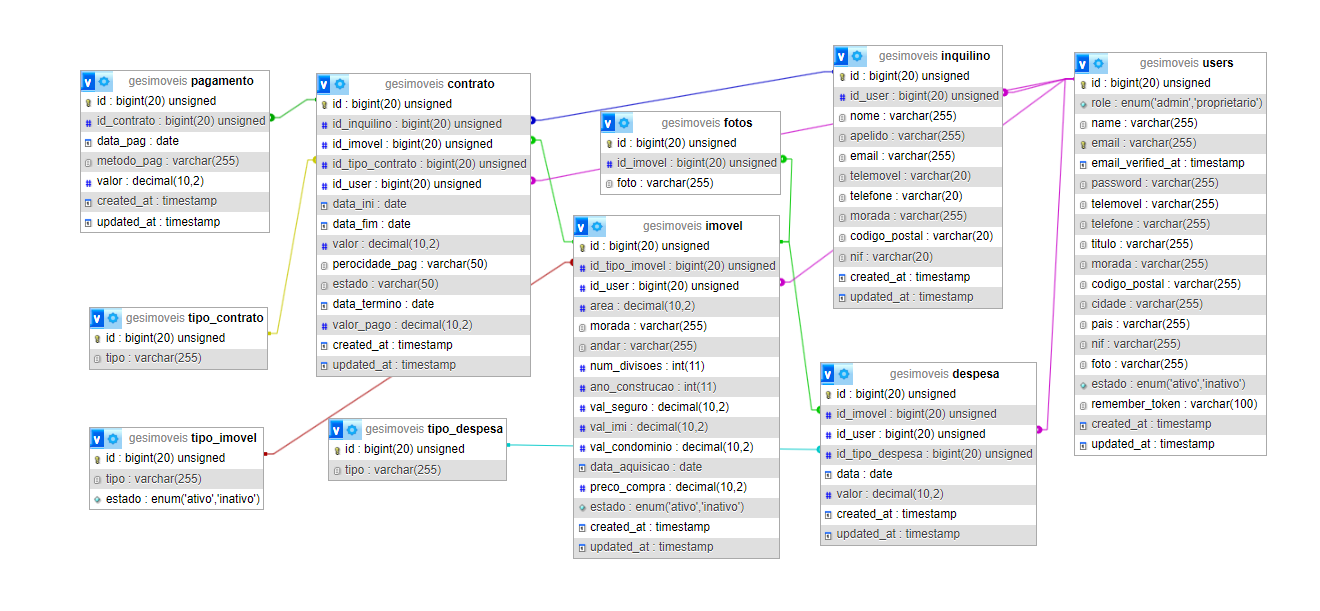 gesimoveis pagamento
id : bigint(20) unsigned
id_contrato : bigint(20) unsigned
data_pag : date
metodo_pag : varchar(255)
valor : decimal(10,2)
created_at : timestamp
updated_at : timestamp
gesimoveis tipo_contrato
id : bigint(20) unsigned
tipo : varchar(255)
gesimoveis tipo_imovel
id : bigint(20) unsigned
tipo : varchar(255)
estado : enum('ativo','inativo')
gesimoveis contrato
id : bigint(20) unsigned
id_inquilino : bigint(20) unsigned
id_imovel : bigint(20) unsigned
id_tipo_contrato : bigint(20) unsigned
id_user : bigint(20) unsigned
data_ini : date
data_fim : date
valor : decimal(10,2)
perocidade_pag : varchar(50)
estado : varchar(50)
data_termino : date
valor_pago : decimal(10,2)
created_at : timestamp
updated_at : timestamp
gesimoveis tipo_despesa
id : bigint(20) unsigned
tipo : varchar(255)
gesimoveis fotos
id : bigint(20) unsigned
id_imovel : bigint(20) unsigned
foto : varchar(255)
gesimoveis imovel
id : bigint(20) unsigned
id_tipo_imovel : bigint(20) unsigned
id_user : bigint(20) unsigned
area : decimal(10,2)
morada : varchar(255)
andar : varchar(255)
num_divisoes : int(11)
ano_construcao : int(11)
val_seguro : decimal(10,2)
val_imi : decimal(10,2)
val_condominio : decimal(10,2)
data_aquisicao : date
preco_compra : decimal(10,2)
estado : enum('ativo','inativo')
created_at : timestamp
updated_at : timestamp
gesimoveis inquilino
id : bigint(20) unsigned
id_user : bigint(20) unsigned
nome : varchar(255)
apelido : varchar(255)
email : varchar(255)
telemovel : varchar(20)
telefone : varchar(20)
morada : varchar(255)
codigo_postal : varchar(20)
nif : varchar(20)
created_at : timestamp
updated_at : timestamp
gesimoveis despesa
id : bigint(20) unsigned
id_imovel : bigint(20) unsigned
id_user : bigint(20) unsigned
id_tipo_despesa : bigint(20) unsigned
data : date
valor : decimal(10,2)
created_at : timestamp
updated_at : timestamp
gesimoveis users
id : bigint(20) unsigned
role : enum('admin','proprietario')
name : varchar(255)
email : varchar(255)
email_verified_at : timestamp
password : varchar(255)
telemovel : varchar(255)
telefone : varchar(255)
titulo : varchar(255)
morada : varchar(255)
codigo_postal : varchar(255)
cidade : varchar(255)
pais : varchar(255)
nif : varchar(255)
foto : varchar(255)
estado : enum('ativo','inativo')
remember_token : varchar(100)
created_at : timestamp
updated_at : timestamp